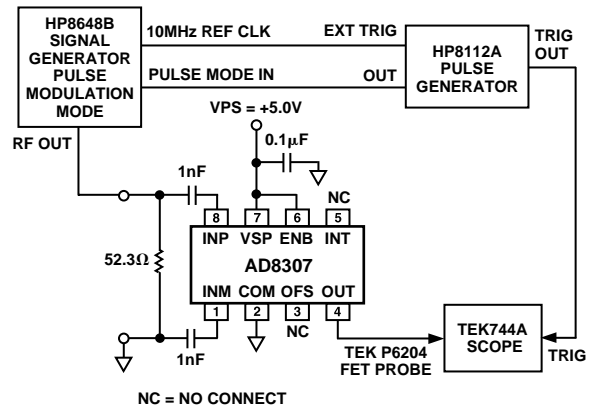 HP8648B
SIGNAL
GENERATOR
PULSE
MODULATION
MODE
10MHz REF CLK
EXT TRIG
PULSE MODE IN
OUT
HP8112A
PULSE
GENERATOR
TRIG
OUT
RF OUT
VPS = +5.0V
0.1µF
1nF
NC
8
7
6
5
INP
VSP
ENB
INT
AD8307
52.3Ω
INM
COM
OFS
OUT
1
2
3
4
NC
1nF
TEK P6204
FET PROBE
TEK744A
SCOPE
TRIG
NC = NO CONNECT